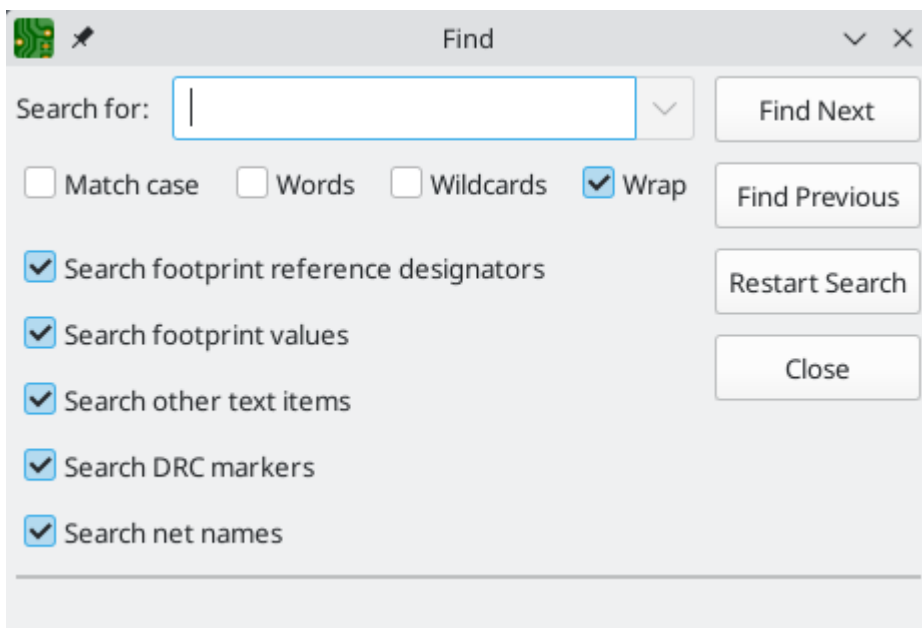 Find
Search for:
Find Next
Match case Words Wildcards Wrap
Find Previous
Search footprint reference designators
Restart Search
Search footprint values
Close
Search other text items
Search DRC markers
Search net names